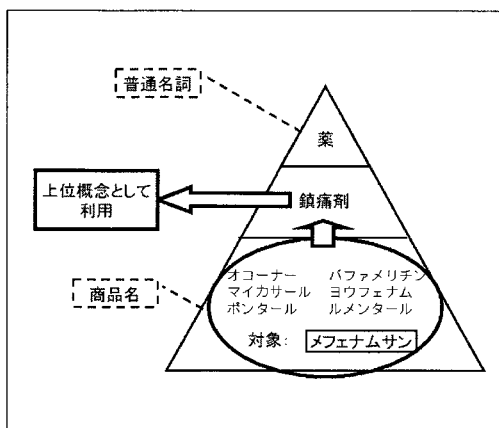 普通名詞
薬
上位概念として
利用
鎮痛剤
オコーナー　バファメリチン
マイカサール　ヨウフェナム
ポンタール　ルメンタール
商品名
対象： メフェナムサン